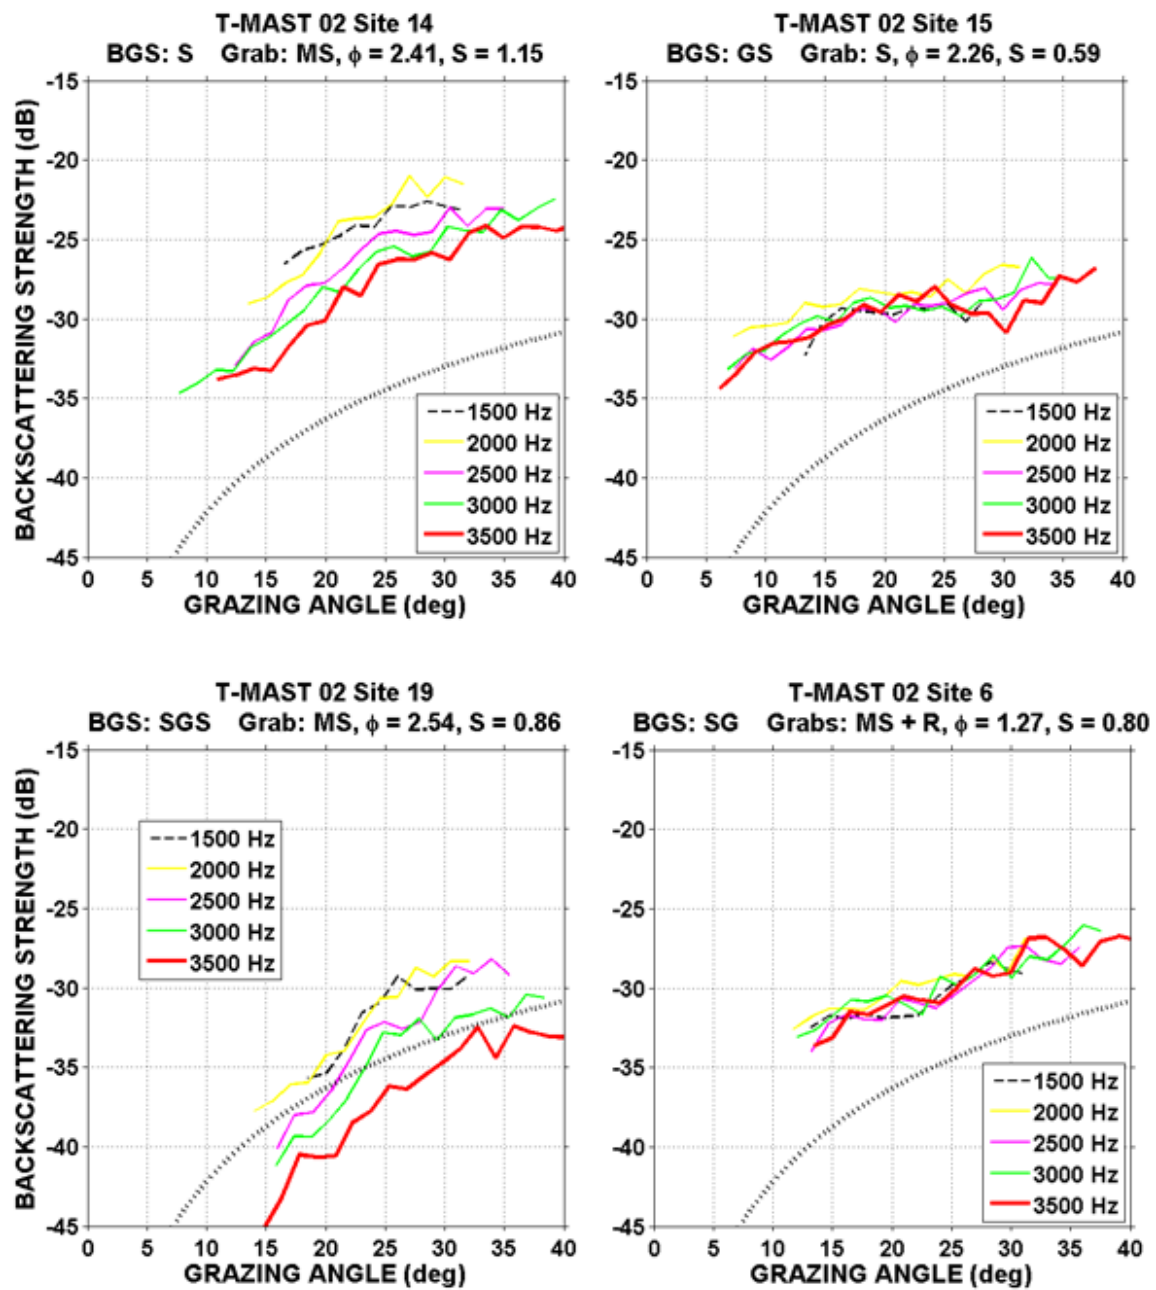 T-MAST 02 Site 14
BGS: S Grab: MS, ϕ = 2.41, S = 1.15
BACKSCATTERING STRENGTH (dB)
-15
-20
-25
-30
-35
-40
-45
0 5 10 15 20 25 30 35 40
GRAZING ANGLE (deg)
1500 Hz
2000 Hz
2500 Hz
3000 Hz
3500 Hz
T-MAST 02 Site 15
BGS: GS Grab: S, ϕ = 2.26, S = 0.59
-15
-20
-25
-30
-35
-40
-45
0 5 10 15 20 25 30 35 40
GRAZING ANGLE (deg)
1500 Hz
2000 Hz
2500 Hz
3000 Hz
3500 Hz
T-MAST 02 Site 19
BGS: SGS Grab: MS, ϕ = 2.54, S = 0.86
BACKSCATTERING STRENGTH (dB)
-15
-20
-25
-30
-35
-40
-45
0 5 10 15 20 25 30 35 40
GRAZING ANGLE (deg)
1500 Hz
2000 Hz
2500 Hz
3000 Hz
3500 Hz
T-MAST 02 Site 6
BGS: SG Grabs: MS + R, ϕ = 1.27, S = 0.80
-15
-20
-25
-30
-35
-40
-45
0 5 10 15 20 25 30 35 40
GRAZING ANGLE (deg)
1500 Hz
2000 Hz
2500 Hz
3000 Hz
3500 Hz